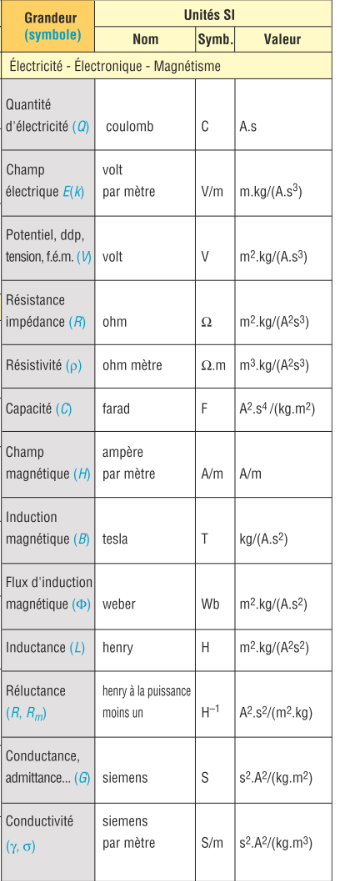 Grandeur
(symbole)
Unités SI
Nom
Symb.
Valeur
Électricité - Électronique - Magnétisme
Quantité
d'électricité (Q) coulomb C A.s
Champ volt
électrique E(k) par mètre V/m m.kg/(A.s³)
Potentiel, ddp,
tension, f.é.m. (V) volt V m².kg/(A.s³)
Résistance
impédance (R) ohm Ω m².kg/(A²s³)
Résistivité (ρ) ohm mètre Ω.m m³.kg/(A²s³)
Capacité (C) farad F A².s⁴/(kg.m²)
Champ ampère
magnétique (H) par mètre A/m A/m
Induction
magnétique (B) tesla T kg/(A.s²)
Flux d'induction
magnétique (Φ) weber Wb m².kg/(A.s²)
Inductance (L) henry H m².kg/(A²s²)
Réluctance henry à la puissance
(R, Rₘ) moins un H⁻¹ A².s²/(m².kg)
Conductance,
admittance... (G) siemens S s².A²/(kg.m²)
Conductivité siemens
(γ, σ) par mètre S/m s².A²/(kg.m³)